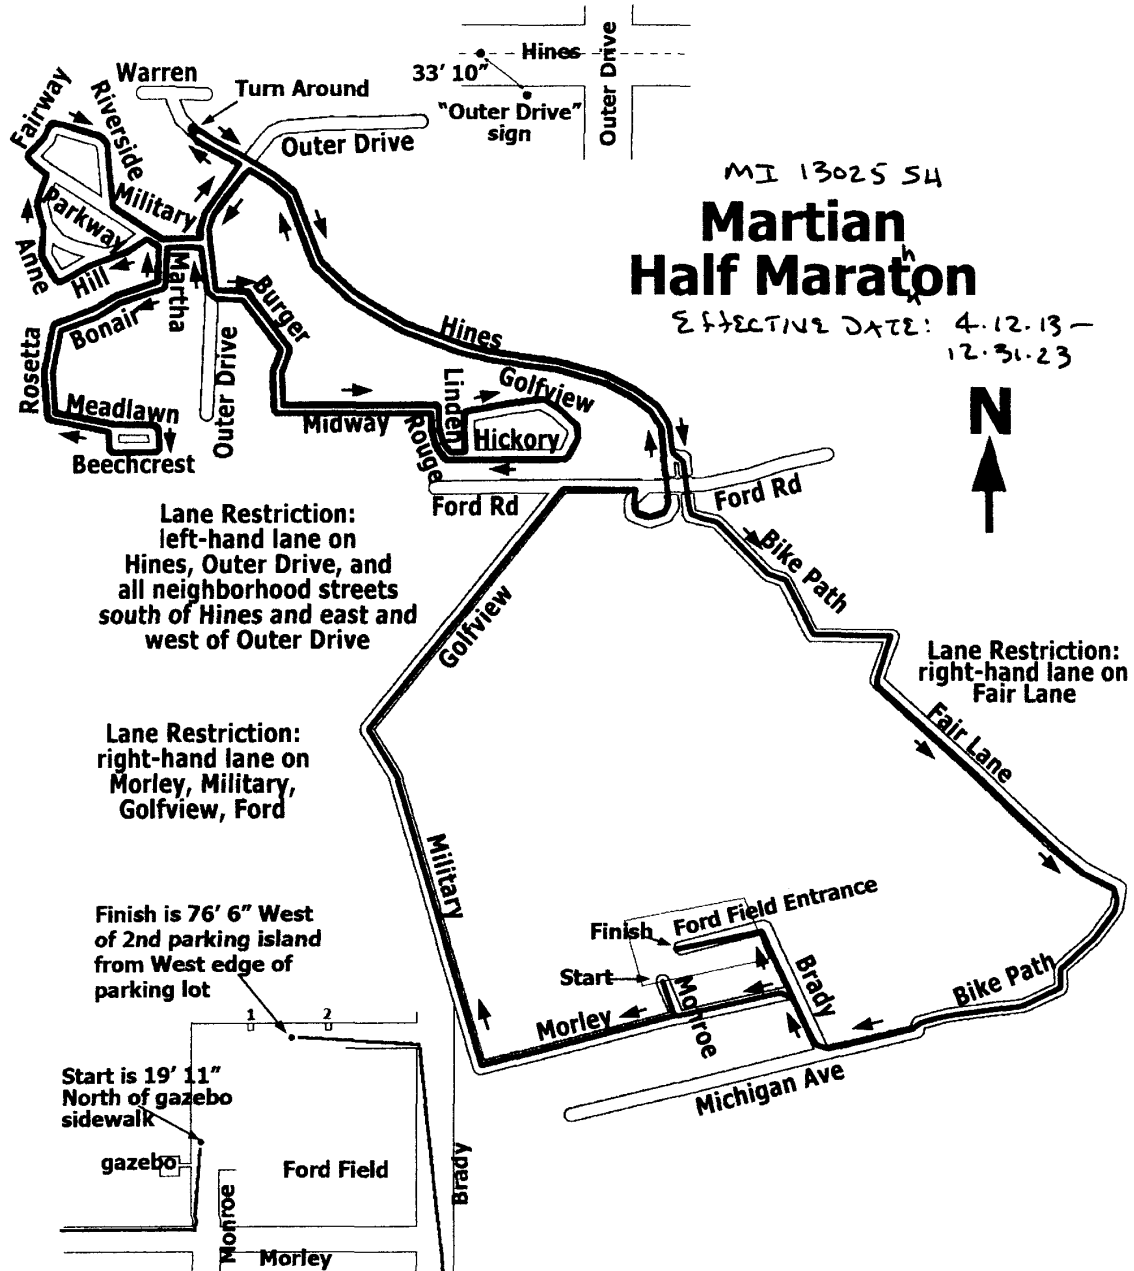 Hines
Outer Drive
33' 10"
"Outer Drive"
sign
Warren
Turn Around
Outer Drive
Fairway
Riverside
Military
Parkway
Anne
Hill
Martha
Burger
Bonair
Rosetta
Outer Drive
Meadlawn
Beechcrest
Hines
Golfview
Linden
Midway
Hickory
Rouge
Ford Rd
Ford Rd
MI 13025 SH
Martian
Half Maraton
h
EFFECTIVE DATE: 4.12.13 –
12.31.23
N
Lane Restriction:
left-hand lane on
Hines, Outer Drive, and
all neighborhood streets
south of Hines and east and
west of Outer Drive
Bike Path
Golfview
Lane Restriction:
right-hand lane on
Fair Lane
Fair Lane
Lane Restriction:
right-hand lane on
Morley, Military,
Golfview, Ford
Military
Ford Field Entrance
Finish
Start
Monroe
Brady
Bike Path
Morley
Michigan Ave
Finish is 76' 6" West
of 2nd parking island
from West edge of
parking lot
1
2
Start is 19' 11"
North of gazebo
sidewalk
gazebo
Ford Field
Brady
Monroe
Morley